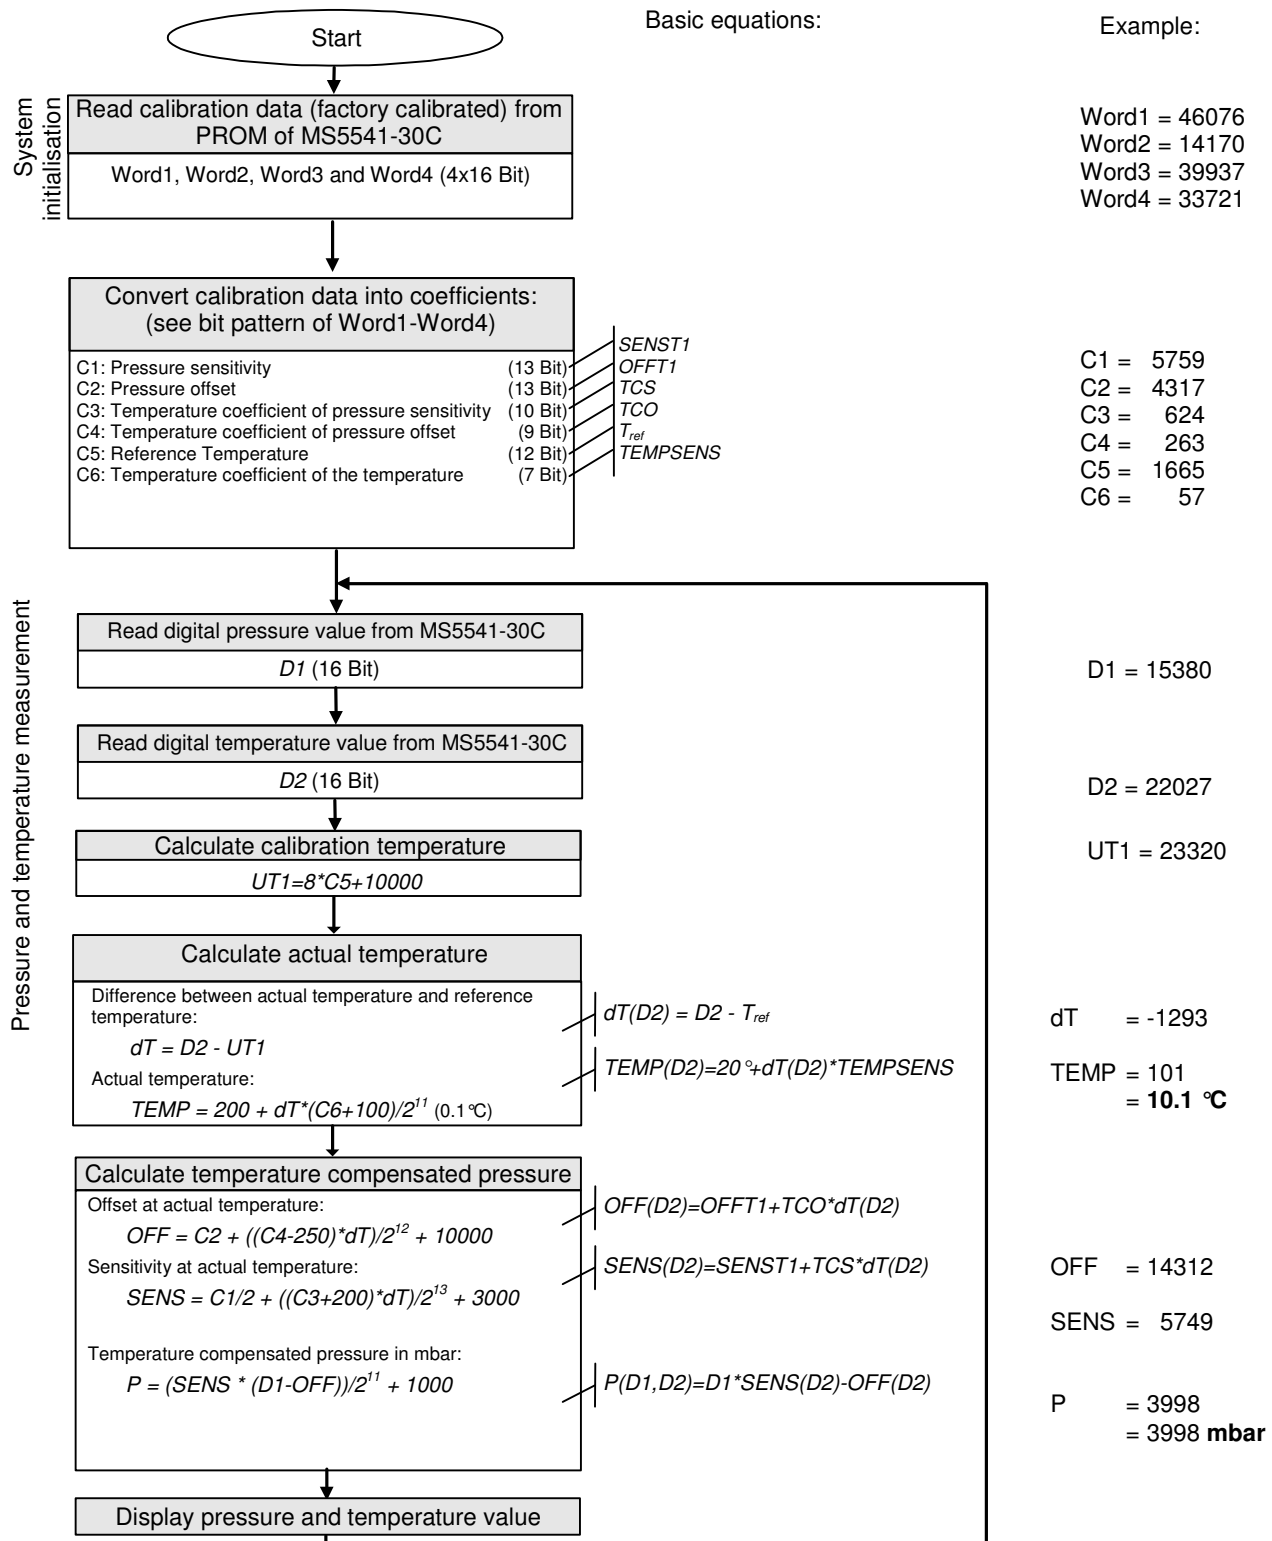 Basic equations:
Example:
Start
System
initialisation
Read calibration data (factory calibrated) from
PROM of MS5541-30C
Word1, Word2, Word3 and Word4 (4x16 Bit)
Word1 = 46076
Word2 = 14170
Word3 = 39937
Word4 = 33721
Convert calibration data into coefficients:
(see bit pattern of Word1-Word4)
C1: Pressure sensitivity (13 Bit) SENST1
C2: Pressure offset (13 Bit) OFFT1
C3: Temperature coefficient of pressure sensitivity (10 Bit) TCS
C4: Temperature coefficient of pressure offset (9 Bit) TCO
C5: Reference Temperature (12 Bit) Tref
C6: Temperature coefficient of the temperature (7 Bit) TEMPSENS
C1 = 5759
C2 = 4317
C3 = 624
C4 = 263
C5 = 1665
C6 = 57
Pressure and temperature measurement
Read digital pressure value from MS5541-30C
D1 (16 Bit)
D1 = 15380
Read digital temperature value from MS5541-30C
D2 (16 Bit)
D2 = 22027
Calculate calibration temperature
UT1=8*C5+10000
UT1 = 23320
Calculate actual temperature
Difference between actual temperature and reference
temperature:
dT = D2 - UT1
dT(D2) = D2 - Tref
dT = -1293
Actual temperature:
TEMP = 200 + dT*(C6+100)/2^11 (0.1°C)
TEMP(D2)=20°+dT(D2)*TEMPSENS
TEMP = 101
= 10.1 °C
Calculate temperature compensated pressure
Offset at actual temperature:
OFF = C2 + ((C4-250)*dT)/2^12 + 10000
OFF(D2)=OFFT1+TCO*dT(D2)
OFF = 14312
Sensitivity at actual temperature:
SENS = C1/2 + ((C3+200)*dT)/2^13 + 3000
SENS(D2)=SENST1+TCS*dT(D2)
SENS = 5749
Temperature compensated pressure in mbar:
P = (SENS * (D1-OFF))/2^11 + 1000
P(D1,D2)=D1*SENS(D2)-OFF(D2)
P = 3998
= 3998 mbar
Display pressure and temperature value